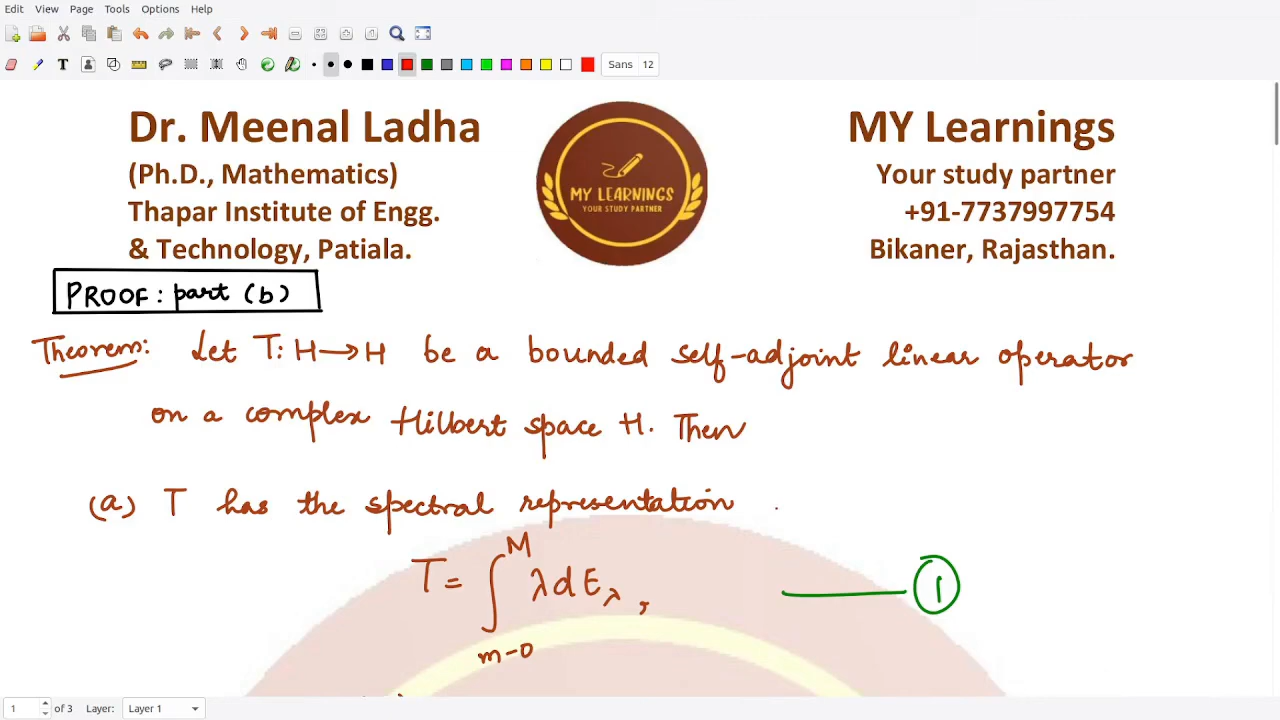 Edit View Page Tools Options Help
T Sans 12
Dr. Meenal Ladha
(Ph.D., Mathematics)
Thapar Institute of Engg.
& Technology, Patiala.
MY LEARNINGS
YOUR STUDY PARTNER
MY Learnings
Your study partner
+91-7737997754
Bikaner, Rajasthan.
PROOF: part (b)
Theorem: Let T: H→H be a bounded self-adjoint linear operator
on a complex Hilbert space H. Then
(a) T has the spectral representation
T = ∫_{m-0}^{M} λ dE_λ , ——— ①
1 of 3 Layer: Layer 1